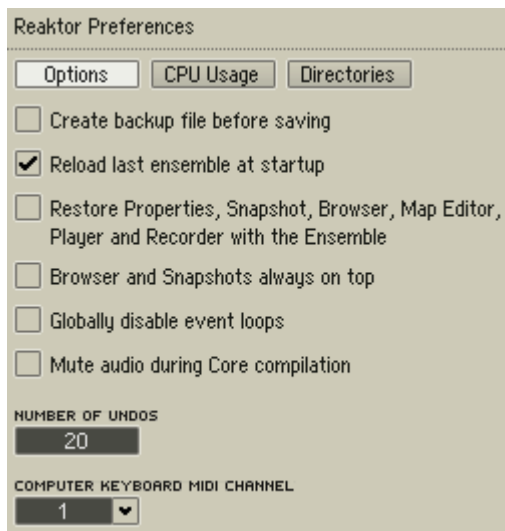 Reaktor Preferences
Options CPU Usage Directories
Create backup file before saving
Reload last ensemble at startup
Restore Properties, Snapshot, Browser, Map Editor,
Player and Recorder with the Ensemble
Browser and Snapshots always on top
Globally disable event loops
Mute audio during Core compilation
NUMBER OF UNDOS
20
COMPUTER KEYBOARD MIDI CHANNEL
1